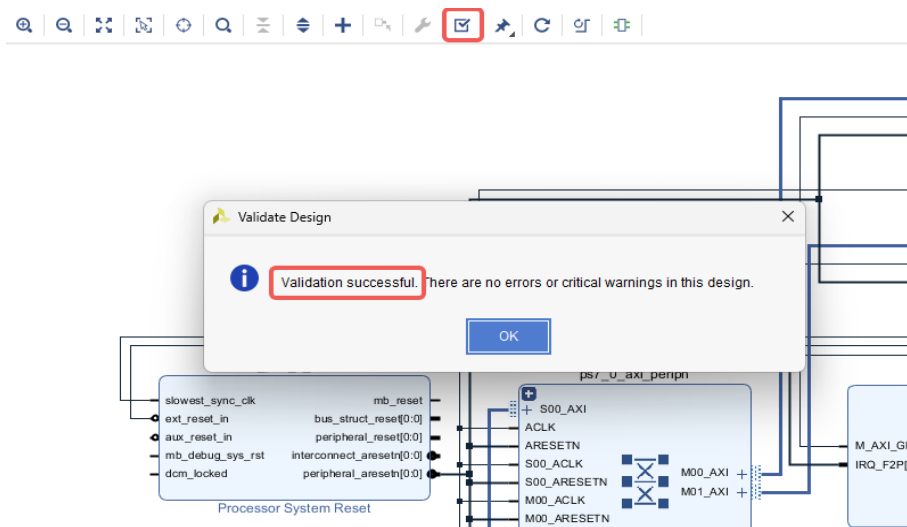 Validate Design
Validation successful. There are no errors or critical warnings in this design.
OK
slowest_sync_clk
mb_reset
ext_reset_in
bus_struct_reset[0:0]
aux_reset_in
peripheral_reset[0:0]
mb_debug_sys_rst
interconnect_aresetn[0:0]
dcm_locked
peripheral_aresetn[0:0]
Processor System Reset
ps7_0_axi_periph
S00_AXI
ACLK
ARESETN
S00_ACLK
S00_ARESETN
M00_ACLK
M00_ARESETN
M00_AXI
M01_AXI
M_AXI_G
IRQ_F2P[